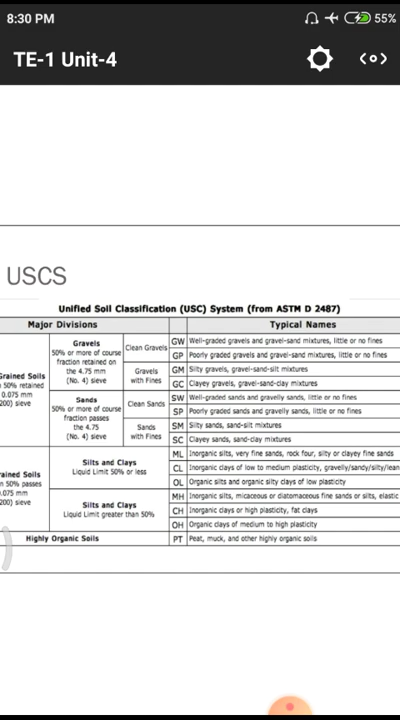 8:30 PM
55%
TE-1 Unit-4
USCS
Unified Soil Classification (USC) System (from ASTM D 2487)
Major Divisions
Typical Names
Grained Soils
50% retained
0.075 mm
200) sieve
Gravels
50% or more of course
fraction retained on
the 4.75 mm
(No. 4) sieve
Clean Gravels
GW Well-graded gravels and gravel-sand mixtures, little or no fines
GP Poorly graded gravels and gravel-sand mixtures, little or no fines
Gravels
with Fines
GM Silty gravels, gravel-sand-silt mixtures
GC Clayey gravels, gravel-sand-clay mixtures
Sands
50% or more of course
fraction passes
the 4.75
(No. 4) sieve
Clean Sands
SW Well-graded sands and gravelly sands, little or no fines
SP Poorly graded sands and gravelly sands, little or no fines
Sands
with Fines
SM Silty sands, sand-silt mixtures
SC Clayey sands, sand-clay mixtures
ained Soils
50% passes
0.075 mm
200) sieve
Silts and Clays
Liquid Limit 50% or less
ML Inorganic silts, very fine sands, rock four, silty or clayey fine sands
CL Inorganic clays of low to medium plasticity, gravelly/sandy/silty/lean
OL Organic silts and organic silty clays of low plasticity
Silts and Clays
Liquid Limit greater than 50%
MH Inorganic silts, micaceous or diatomaceous fine sands or silts, elastic
CH Inorganic clays or high plasticity, fat clays
OH Organic clays of medium to high plasticity
Highly Organic Soils
PT Peat, muck, and other highly organic soils